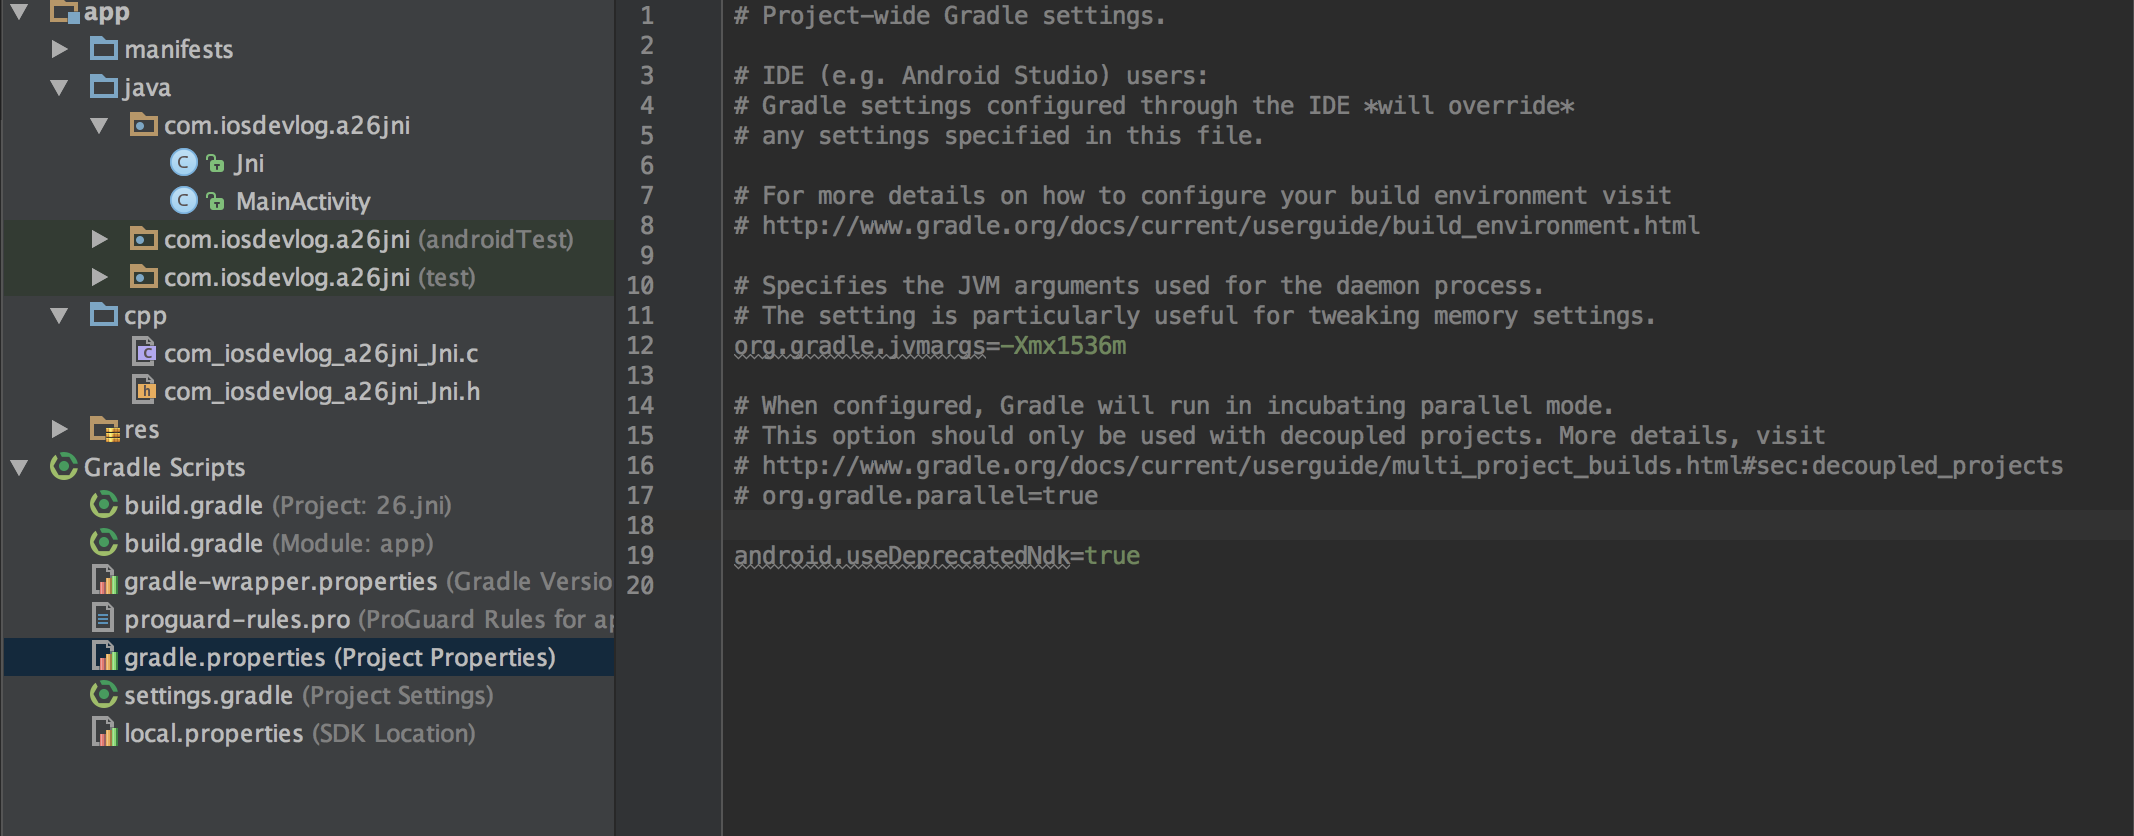 app
manifests
java
com.iosdevlog.a26jni
Jni
MainActivity
com.iosdevlog.a26jni (androidTest)
com.iosdevlog.a26jni (test)
cpp
com_iosdevlog_a26jni_Jni.c
com_iosdevlog_a26jni_Jni.h
res
Gradle Scripts
build.gradle (Project: 26.jni)
build.gradle (Module: app)
gradle-wrapper.properties (Gradle Versio
proguard-rules.pro (ProGuard Rules for ap
gradle.properties (Project Properties)
settings.gradle (Project Settings)
local.properties (SDK Location)
1 # Project-wide Gradle settings.
2
3 # IDE (e.g. Android Studio) users:
4 # Gradle settings configured through the IDE *will override*
5 # any settings specified in this file.
6
7 # For more details on how to configure your build environment visit
8 # http://www.gradle.org/docs/current/userguide/build_environment.html
9
10 # Specifies the JVM arguments used for the daemon process.
11 # The setting is particularly useful for tweaking memory settings.
12 org.gradle.jvmargs=-Xmx1536m
13
14 # When configured, Gradle will run in incubating parallel mode.
15 # This option should only be used with decoupled projects. More details, visit
16 # http://www.gradle.org/docs/current/userguide/multi_project_builds.html#sec:decoupled_projects
17 # org.gradle.parallel=true
18
19 android.useDeprecatedNdk=true
20